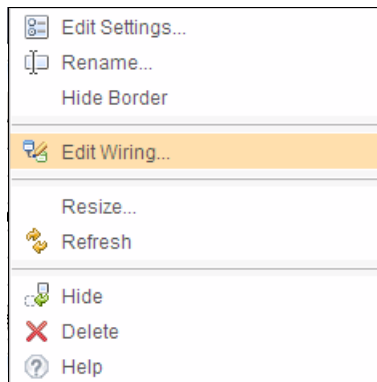 Edit Settings...
Rename...
Hide Border
Edit Wiring...
Resize...
Refresh
Hide
Delete
Help